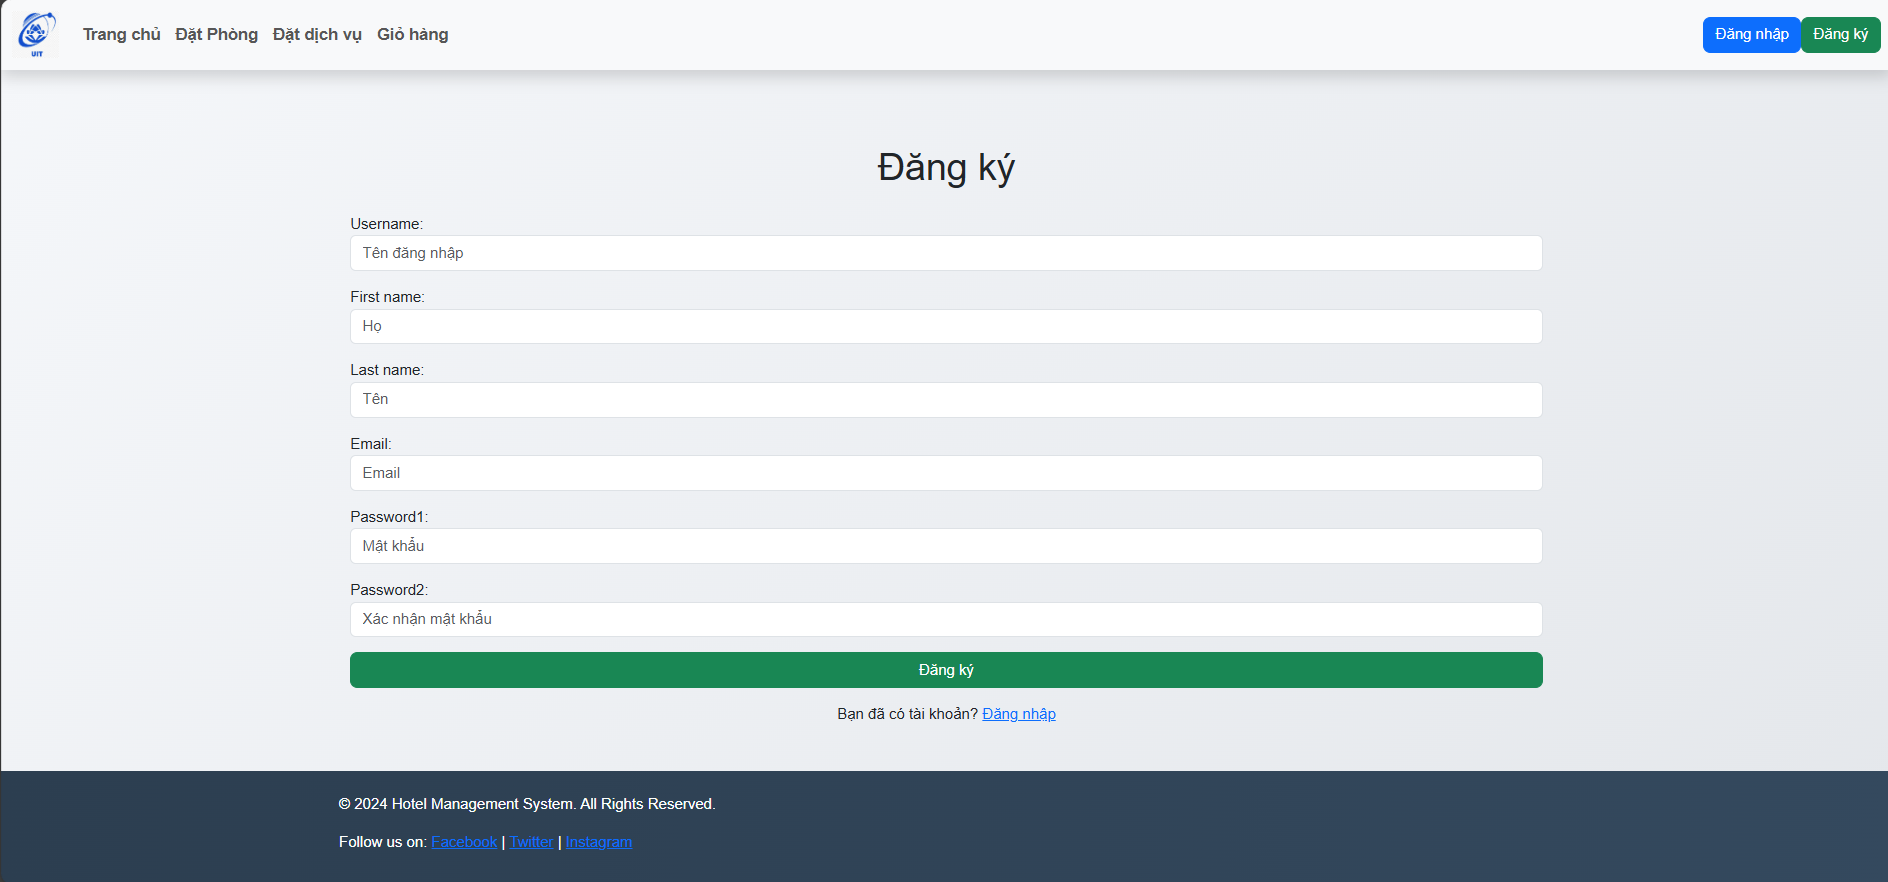 UIT
Trang chủ Đặt Phòng Đặt dịch vụ Giỏ hàng Đăng nhập Đăng ký
Đăng ký
Username:
Tên đăng nhập
First name:
Họ
Last name:
Tên
Email:
Email
Password1:
Mật khẩu
Password2:
Xác nhận mật khẩu
Đăng ký
Bạn đã có tài khoản? Đăng nhập
© 2024 Hotel Management System. All Rights Reserved.
Follow us on: Facebook | Twitter | Instagram